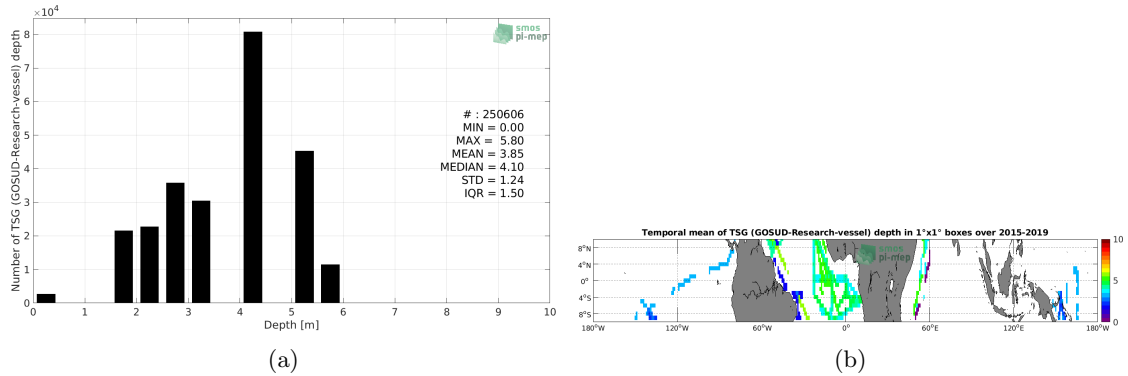 ×10⁴
8
7
6
5
4
3
2
1
0
Number of TSG (GOSUD-Research-vessel) depth
smos
pi-mep
# : 250606
MIN = 0.00
MAX = 5.80
MEAN = 3.85
MEDIAN = 4.10
STD = 1.24
IQR = 1.50
0 1 2 3 4 5 6 7 8 9 10
Depth [m]
(a)
Temporal mean of TSG (GOSUD-Research-vessel) depth in 1°x1° boxes over 2015-2019
smos
pi-mep
8°N
4°N
0°
4°S
8°S
180°W 120°W 60°W 0° 60°E 120°E 180°W
10
5
0
(b)